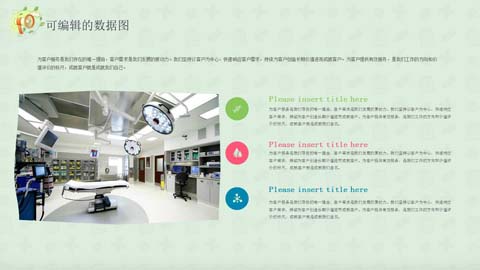 可编辑的数据图
为客户服务是我们存在的唯一理由，客户需求是我们发展的原动力。我们坚持以客户为中心，快速响应客户需求，持续为客户创造长期价值进而成就客户。为客户提供有效服务，是我们工作的方向和价
值评价的标尺，成就客户就是成就我们自己。
Please insert title here
为客户服务是我们存在的唯一理由，客户需求是我们发展的原动力。我们坚持以客户为中心，快速响应
客户需求，持续为客户创造长期价值进而成就客户。为客户提供有效服务，是我们工作的方向和价值评
价的标尺，成就客户就是成就我们自己。
Please insert title here
为客户服务是我们存在的唯一理由，客户需求是我们发展的原动力。我们坚持以客户为中心，快速响应
客户需求，持续为客户创造长期价值进而成就客户。为客户提供有效服务，是我们工作的方向和价值评
价的标尺，成就客户就是成就我们自己。
Please insert title here
为客户服务是我们存在的唯一理由，客户需求是我们发展的原动力。我们坚持以客户为中心，快速响应
客户需求，持续为客户创造长期价值进而成就客户。为客户提供有效服务，是我们工作的方向和价值评
价的标尺，成就客户就是成就我们自己。